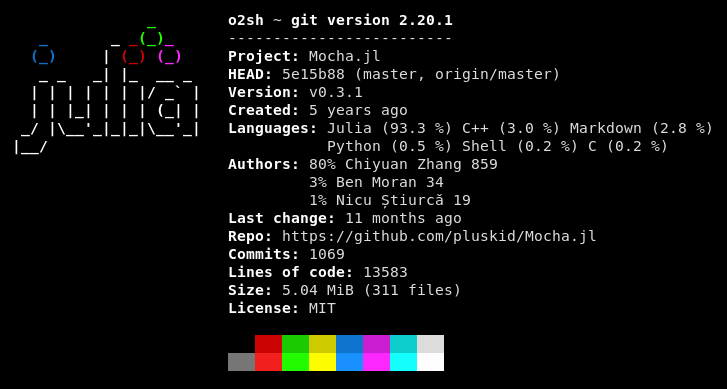 o2sh ~ git version 2.20.1
-------------------------
Project: Mocha.jl
HEAD: 5e15b88 (master, origin/master)
Version: v0.3.1
Created: 5 years ago
Languages: Julia (93.3 %) C++ (3.0 %) Markdown (2.8 %)
Python (0.5 %) Shell (0.2 %) C (0.2 %)
Authors: 80% Chiyuan Zhang 859
3% Ben Moran 34
1% Nicu Știurcă 19
Last change: 11 months ago
Repo: https://github.com/pluskid/Mocha.jl
Commits: 1069
Lines of code: 13583
Size: 5.04 MiB (311 files)
License: MIT